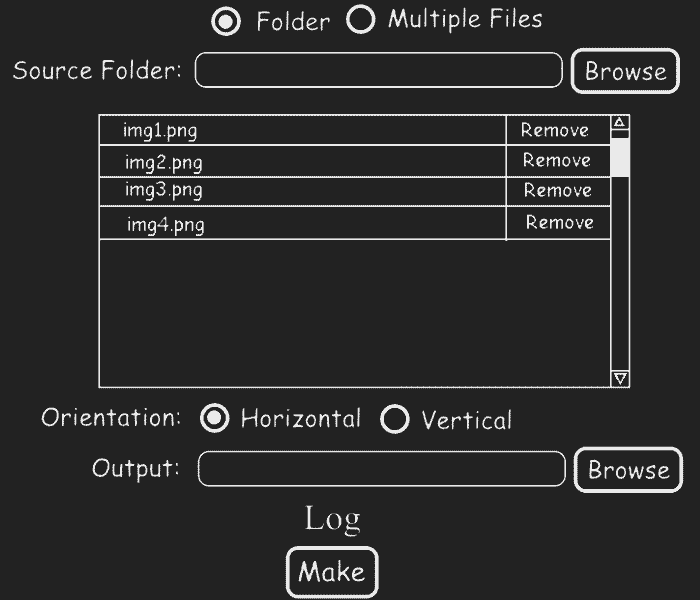 Folder Multiple Files
Source Folder: Browse
img1.png Remove
img2.png Remove
img3.png Remove
img4.png Remove
Orientation: Horizontal Vertical
Output: Browse
Log
Make